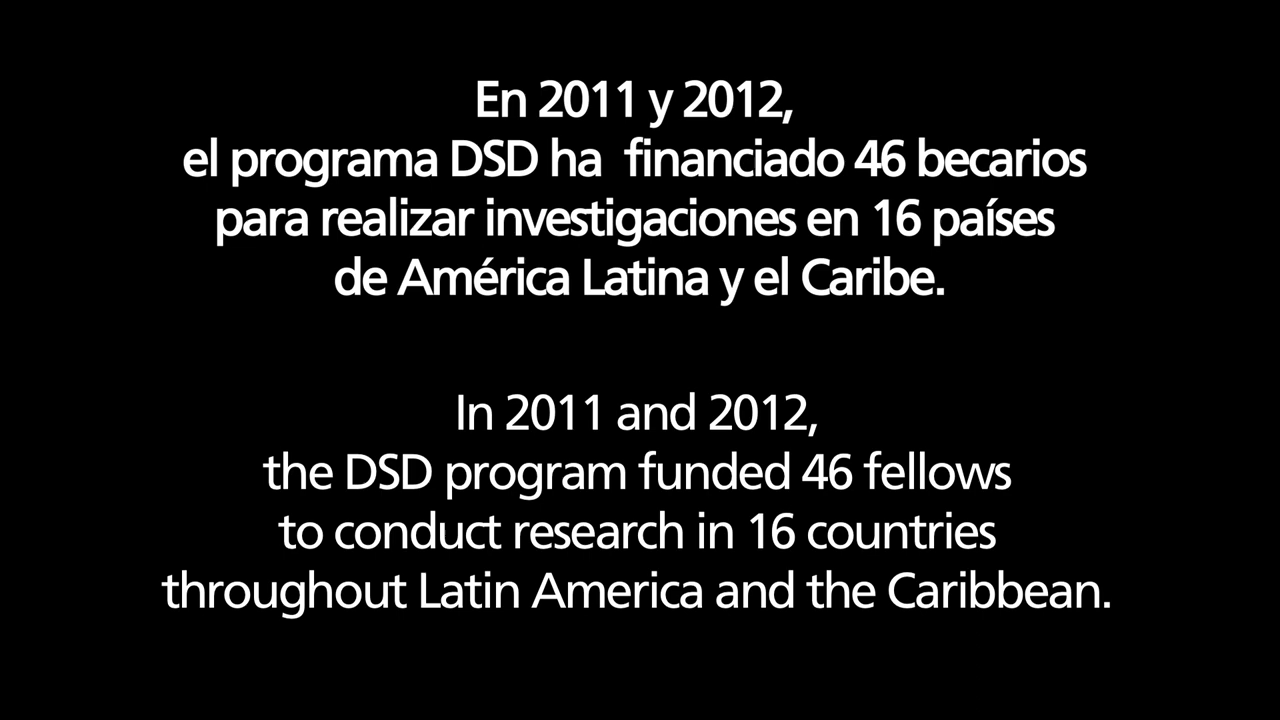 En 2011 y 2012,
el programa DSD ha  financiado 46 becarios
para realizar investigaciones en 16 países
de América Latina y el Caribe.
In 2011 and 2012,
the DSD program funded 46 fellows
to conduct research in 16 countries
throughout Latin America and the Caribbean.